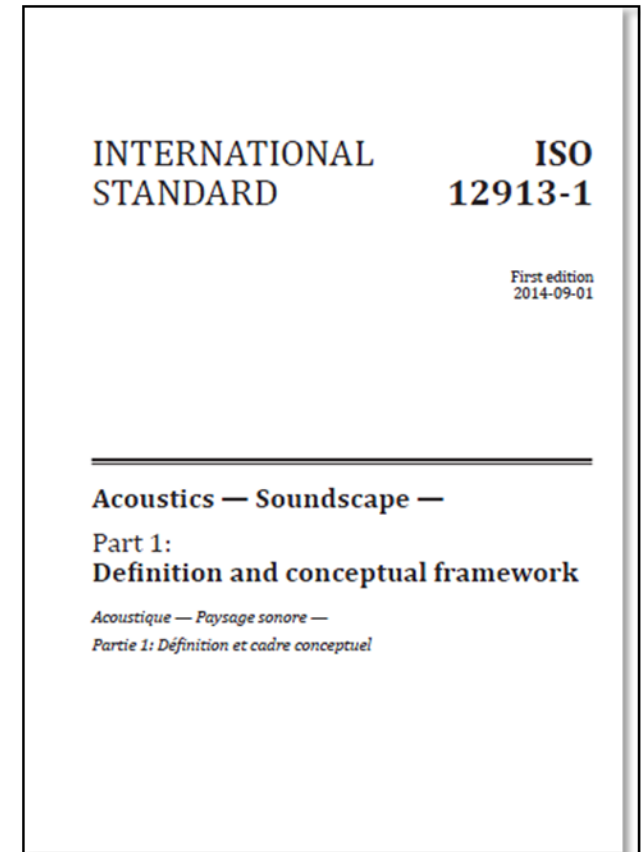 INTERNATIONAL STANDARD
ISO 12913-1
First edition
2014-09-01
Acoustics — Soundscape —
Part 1:
Definition and conceptual framework
Acoustique — Paysage sonore —
Partie 1: Définition et cadre conceptuel